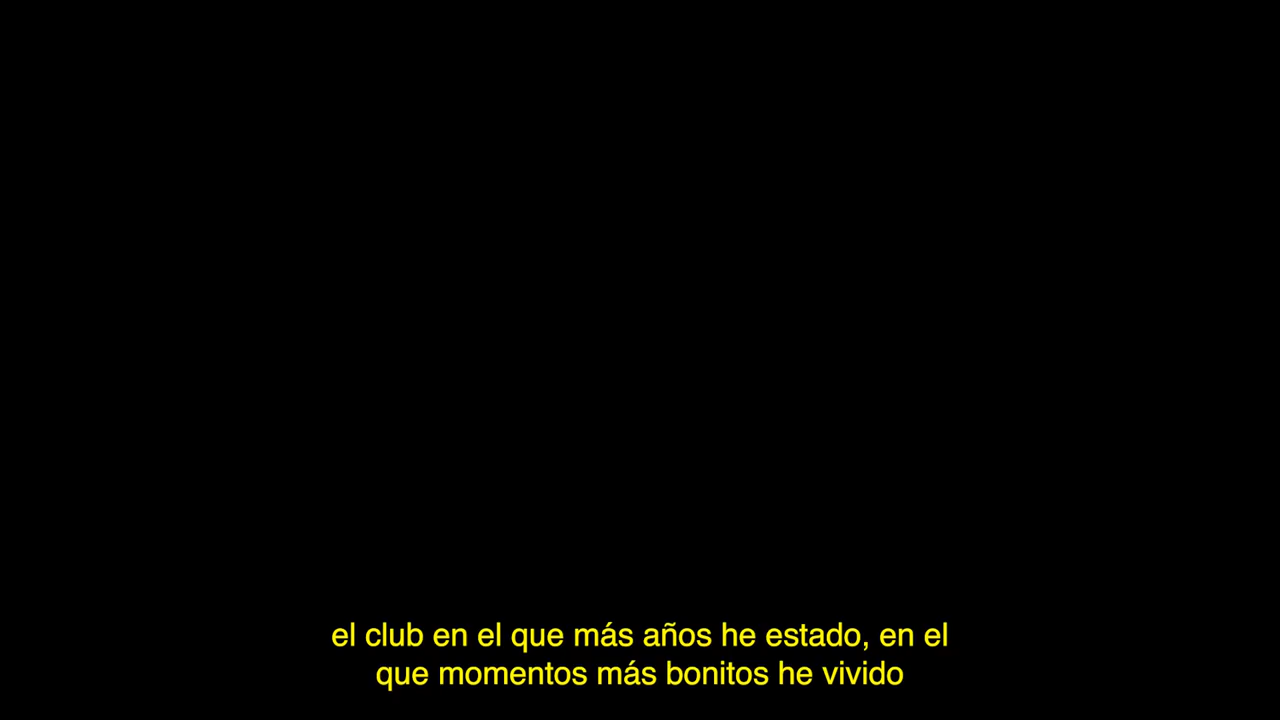 el club en el que más años he estado, en el
que momentos más bonitos he vivido